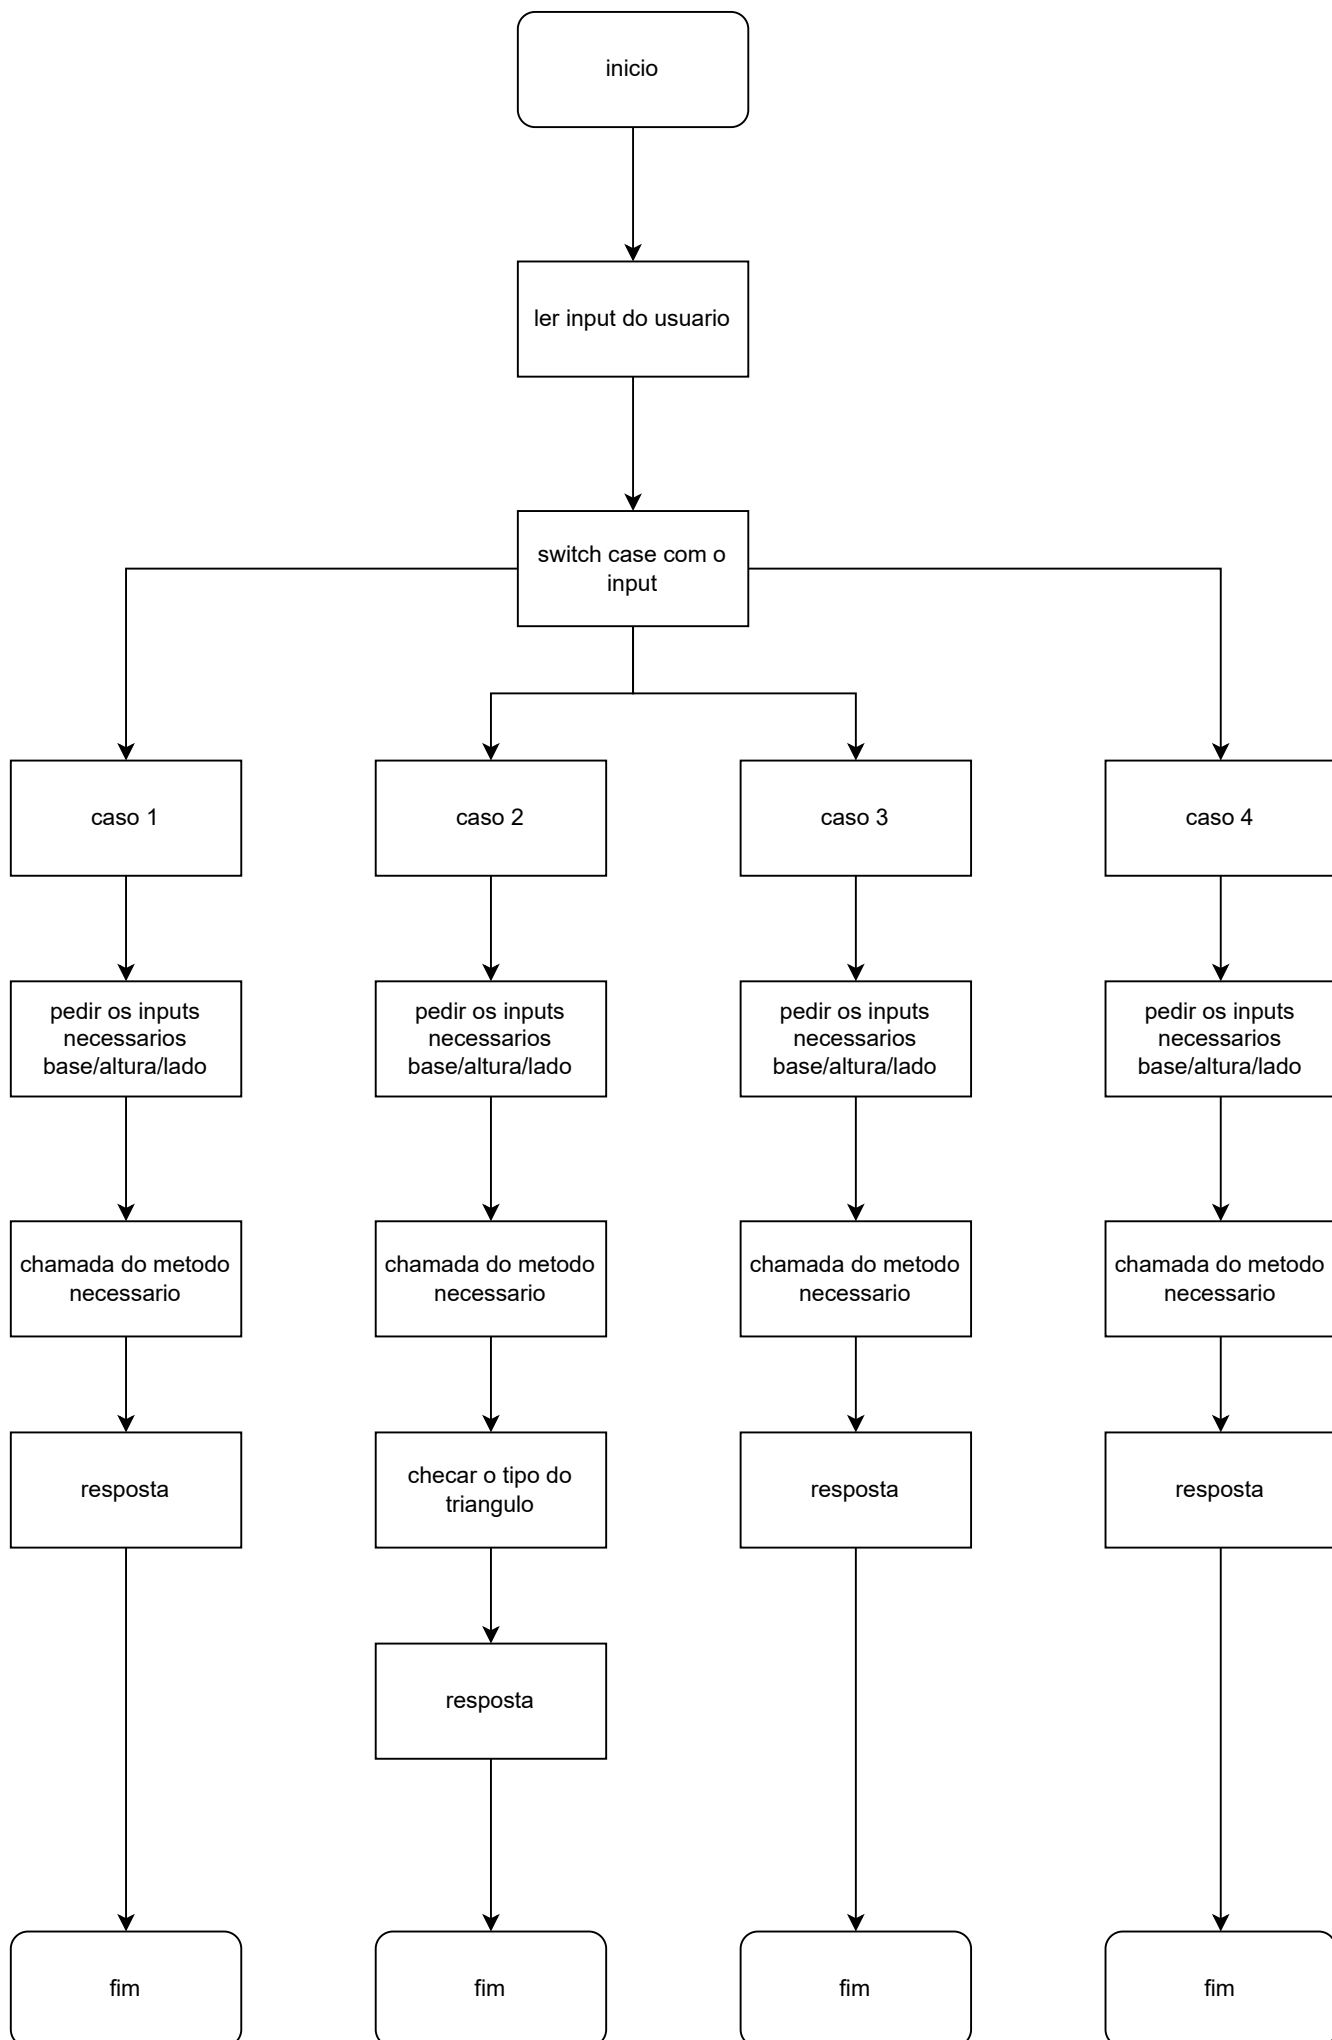 inicio
ler input do usuario
switch case com o
input
caso 1
caso 2
caso 3
caso 4
pedir os inputs
necessarios
base/altura/lado
pedir os inputs
necessarios
base/altura/lado
pedir os inputs
necessarios
base/altura/lado
pedir os inputs
necessarios
base/altura/lado
chamada do metodo
necessario
chamada do metodo
necessario
chamada do metodo
necessario
chamada do metodo
necessario
resposta
checar o tipo do
triangulo
resposta
resposta
resposta
fim
fim
fim
fim